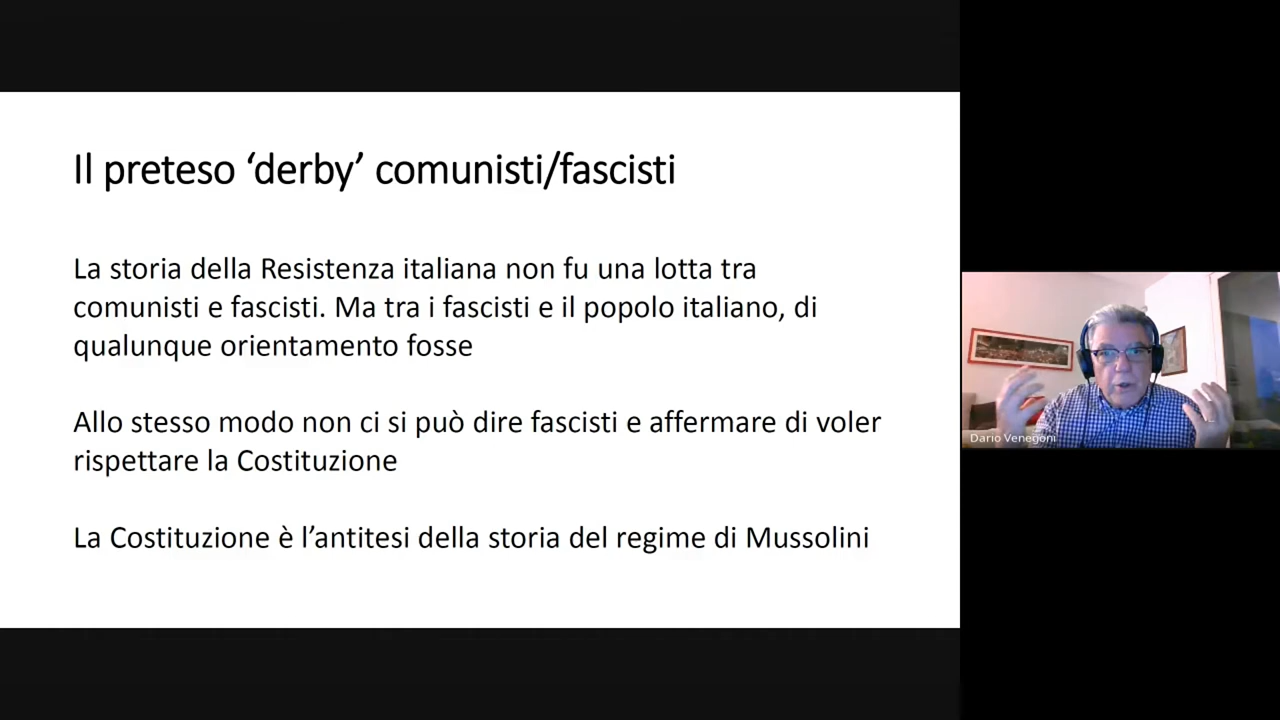 Il preteso ‘derby’ comunisti/fascisti
La storia della Resistenza italiana non fu una lotta tra
comunisti e fascisti. Ma tra i fascisti e il popolo italiano, di
qualunque orientamento fosse
Allo stesso modo non ci si può dire fascisti e affermare di voler
rispettare la Costituzione
La Costituzione è l’antitesi della storia del regime di Mussolini
Dario Venegoni